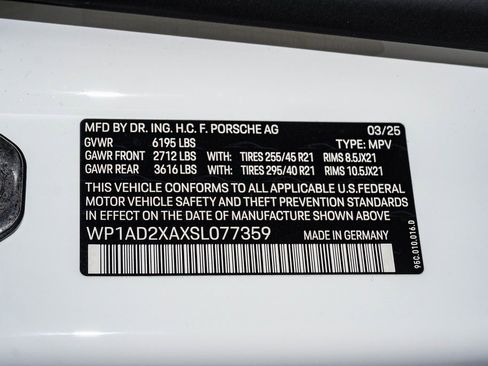 MFD BY DR. ING. H.C. F. PORSCHE AG 03/25
GVWR 6195 LBS TYPE: MPV
GAWR FRONT 2712 LBS WITH: TIRES 255/45 R21 RIMS 8.5JX21
GAWR REAR 3616 LBS WITH: TIRES 295/40 R21 RIMS 10.5JX21
THIS VEHICLE CONFORMS TO ALL APPLICABLE U.S.FEDERAL
MOTOR VEHICLE SAFETY AND THEFT PREVENTION STANDARDS
IN EFFECT ON THE DATE OF MANUFACTURE SHOWN ABOVE.
WP1AD2XAXSL077359 MADE IN GERMANY
95C.010.016.D